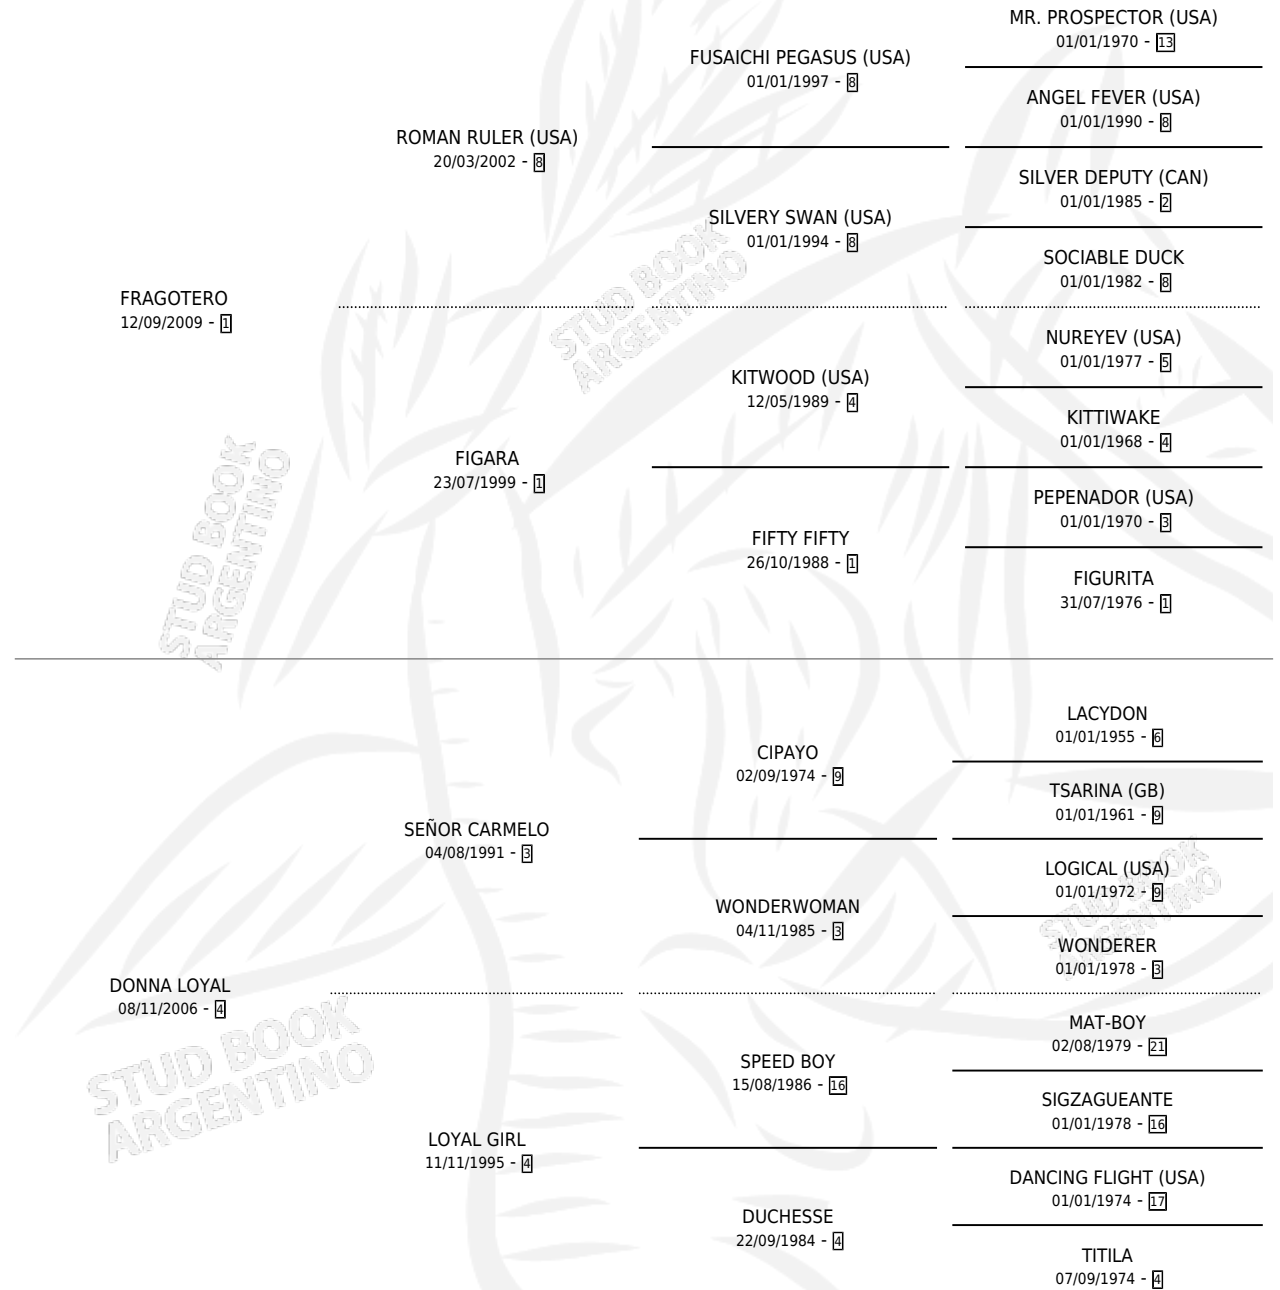 MR. PROSPECTOR (USA)
01/01/1970 - 13
FUSAICHI PEGASUS (USA)
01/01/1997 - 8
ANGEL FEVER (USA)
01/01/1990 - 8
ROMAN RULER (USA)
20/03/2002 - 8
SILVER DEPUTY (CAN)
01/01/1985 - 2
SILVERY SWAN (USA)
01/01/1994 - 8
SOCIABLE DUCK
01/01/1982 - 8
FRAGOTERO
12/09/2009 - 1
NUREYEV (USA)
01/01/1977 - 5
KITWOOD (USA)
12/05/1989 - 4
KITTIWAKE
01/01/1968 - 4
FIGARA
23/07/1999 - 1
PEPENADOR (USA)
01/01/1970 - 3
FIFTY FIFTY
26/10/1988 - 1
FIGURITA
31/07/1976 - 1
LACYDON
01/01/1955 - 6
CIPAYO
02/09/1974 - 9
TSARINA (GB)
01/01/1961 - 9
SEÑOR CARMELO
04/08/1991 - 3
LOGICAL (USA)
01/01/1972 - 9
WONDERWOMAN
04/11/1985 - 3
WONDERER
01/01/1978 - 3
DONNA LOYAL
08/11/2006 - 4
MAT-BOY
02/08/1979 - 21
SPEED BOY
15/08/1986 - 16
SIGZAGUEANTE
01/01/1978 - 16
LOYAL GIRL
11/11/1995 - 4
DANCING FLIGHT (USA)
01/01/1974 - 17
DUCHESSE
22/09/1984 - 4
TITILA
07/09/1974 - 4
STUD BOOK
ARGENTINO
STUD BOOK
ARGENTINO
STUD BOOK
ARGENTINO
STUD BOOK
ARGENTINO